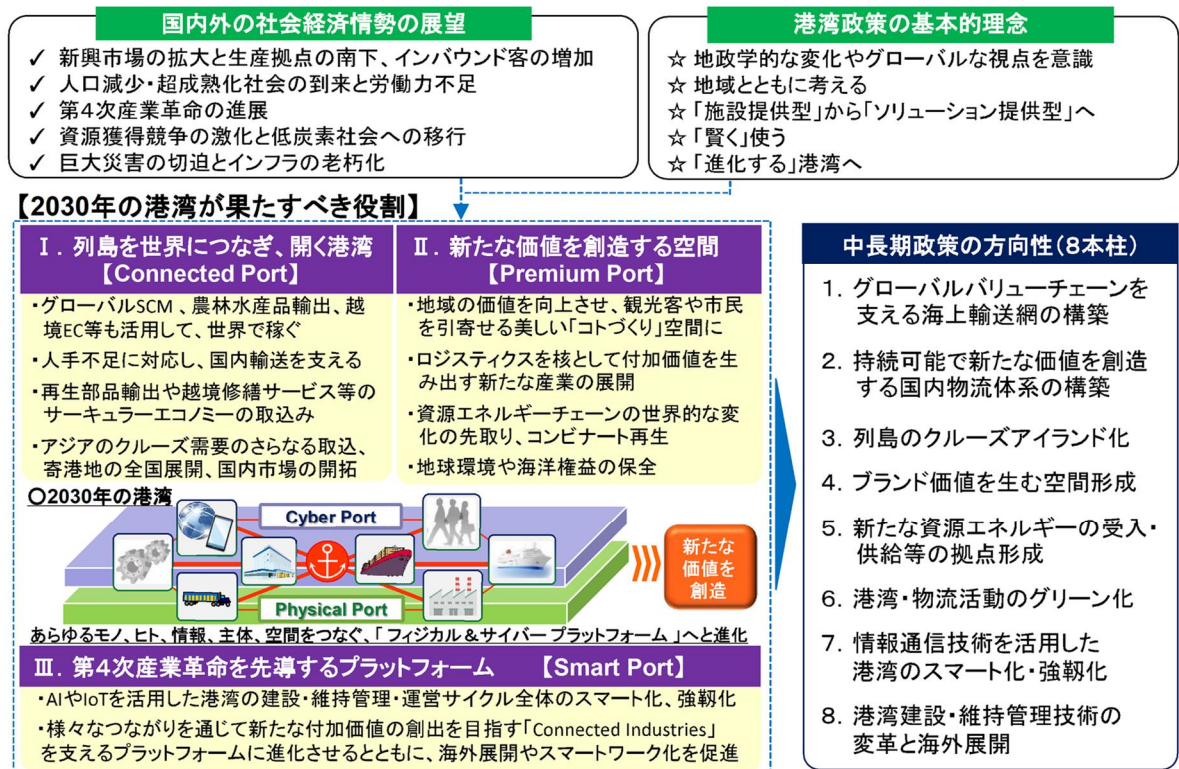 国内外の社会経済情勢の展望
✓ 新興市場の拡大と生産拠点の南下、インバウンド客の増加
✓ 人口減少・超成熟化社会の到来と労働力不足
✓ 第4次産業革命の進展
✓ 資源獲得競争の激化と低炭素社会への移行
✓ 巨大災害の切迫とインフラの老朽化
港湾政策の基本的理念
☆ 地政学的な変化やグローバルな視点を意識
☆ 地域とともに考える
☆ 「施設提供型」から「ソリューション提供型」へ
☆ 「賢く」使う
☆ 「進化する」港湾へ
【2030年の港湾が果たすべき役割】
Ⅰ．列島を世界につなぎ、開く港湾
【Connected Port】
・グローバルSCM 、農林水産品輸出、越
境EC等も活用して、世界で稼ぐ
・人手不足に対応し、国内輸送を支える
・再生部品輸出や越境修繕サービス等の
サーキュラーエコノミーの取込み
・アジアのクルーズ需要のさらなる取込、
寄港地の全国展開、国内市場の開拓
Ⅱ．新たな価値を創造する空間
【Premium Port】
・地域の価値を向上させ、観光客や市民
を引寄せる美しい「コトづくり」空間に
・ロジスティクスを核として付加価値を生
み出す新たな産業の展開
・資源エネルギーチェーンの世界的な変
化の先取り、コンビナート再生
・地球環境や海洋権益の保全
〇2030年の港湾
Cyber Port
Physical Port
新たな
価値を
創造
あらゆるモノ、ヒト、情報、主体、空間をつなぐ、「フィジカル＆サイバー プラットフォーム」へと進化
Ⅲ．第4次産業革命を先導するプラットフォーム 【Smart Port】
・AIやIoTを活用した港湾の建設・維持管理・運営サイクル全体のスマート化、強靱化
・様々なつながりを通じて新たな付加価値の創出を目指す「Connected Industries」
を支えるプラットフォームに進化させるとともに、海外展開やスマートワーク化を促進
中長期政策の方向性（8本柱）
1．グローバルバリューチェーンを
支える海上輸送網の構築
2．持続可能で新たな価値を創造
する国内物流体系の構築
3．列島のクルーズアイランド化
4．ブランド価値を生む空間形成
5．新たな資源エネルギーの受入・
供給等の拠点形成
6．港湾・物流活動のグリーン化
7．情報通信技術を活用した
港湾のスマート化・強靱化
8．港湾建設・維持管理技術の
変革と海外展開